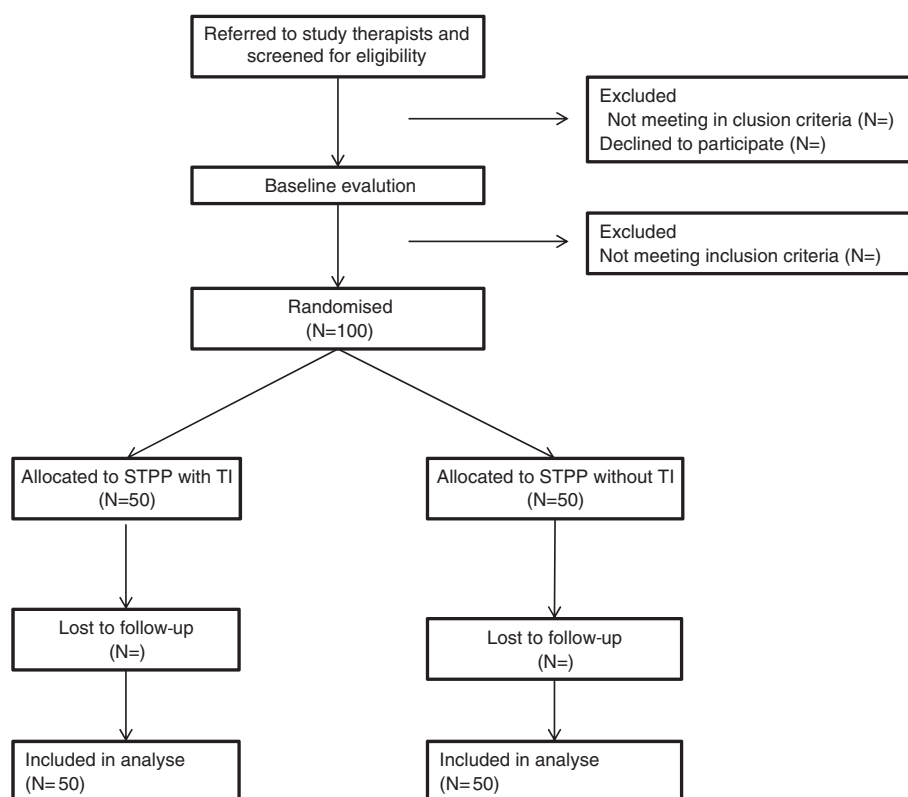 Referred to study therapists and
screened for eligibility
Excluded
Not meeting in clusion criteria (N=)
Declined to participate (N=)
Baseline evalution
Excluded
Not meeting inclusion criteria (N=)
Randomised
(N=100)
Allocated to STPP with TI
(N=50)
Allocated to STPP without TI
(N=50)
Lost to follow-up
(N=)
Lost to follow-up
(N=)
Included in analyse
(N=50)
Included in analyse
(N=50)